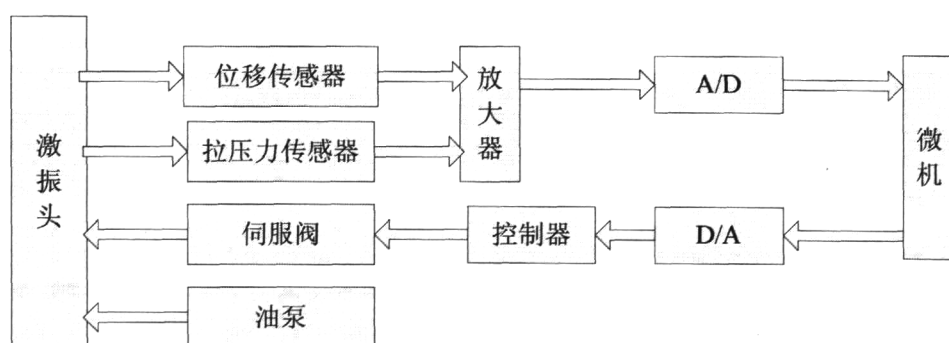 激振头
位移传感器
放大器
A/D
微机
拉压力传感器
伺服阀
控制器
D/A
油泵